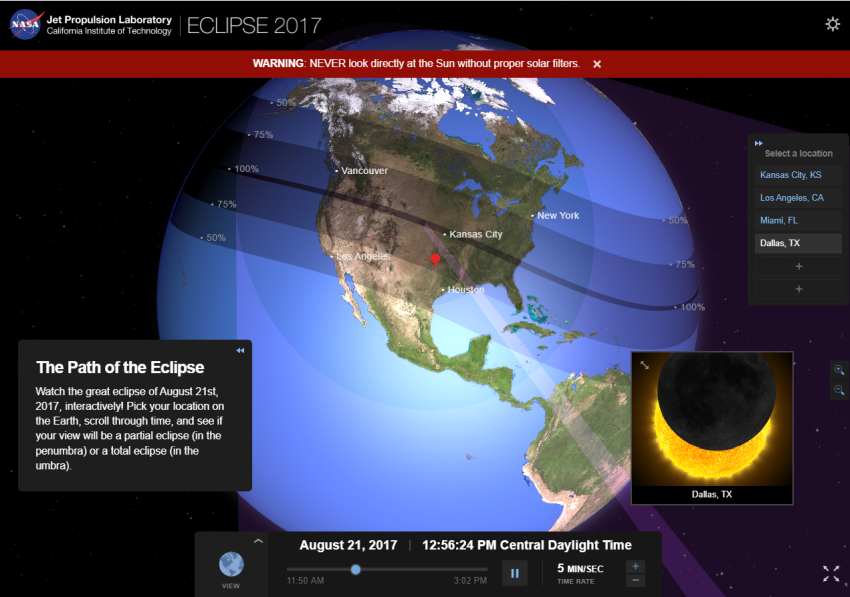 NASA
Jet Propulsion Laboratory
California Institute of Technology
ECLIPSE 2017
WARNING: NEVER look directly at the Sun without proper solar filters.
50%
75%
100%
75%
50%
Vancouver
New York
Kansas City
Los Angeles
Houston
50%
75%
100%
Select a location
Kansas City, KS
Los Angeles, CA
Miami, FL
Dallas, TX
The Path of the Eclipse
Watch the great eclipse of August 21st,
2017, interactively! Pick your location on
the Earth, scroll through time, and see if
your view will be a partial eclipse (in the
penumbra) or a total eclipse (in the
umbra).
Dallas, TX
August 21, 2017 | 12:56:24 PM Central Daylight Time
11:50 AM
3:02 PM
5 MIN/SEC
TIME RATE
VIEW